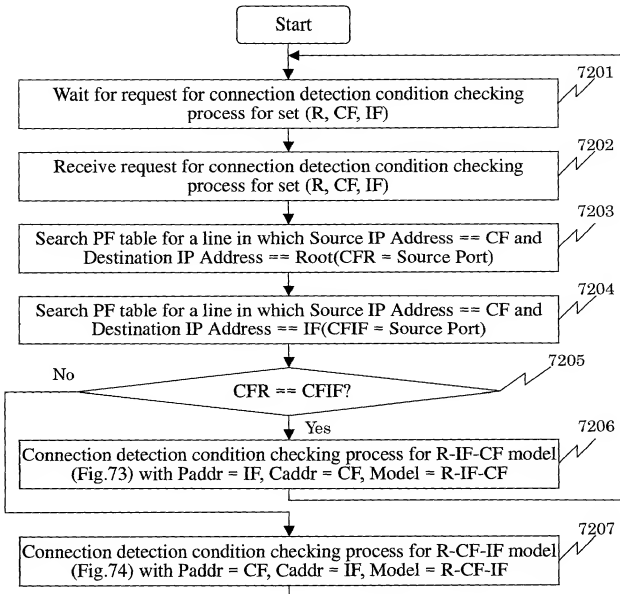 Start
7201
Wait for request for connection detection condition checking
process for set (R, CF, IF)
7202
Receive request for connection detection condition checking
process for set (R, CF, IF)
7203
Search PF table for a line in which Source IP Address == CF and
Destination IP Address == Root(CFR = Source Port)
7204
Search PF table for a line in which Source IP Address == CF and
Destination IP Address == IF(CFIF = Source Port)
7205
No
CFR == CFIF?
Yes
7206
Connection detection condition checking process for R-IF-CF model
(Fig.73) with Paddr = IF, Caddr = CF, Model = R-IF-CF
7207
Connection detection condition checking process for R-CF-IF model
(Fig.74) with Paddr = CF, Caddr = IF, Model = R-CF-IF